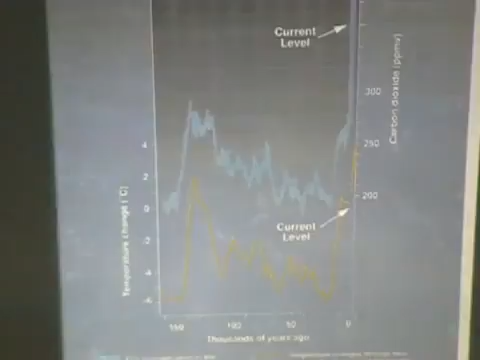 Current
Level
300
Carbon dioxide (ppmv)
250
4
2
200
0
Current
Level
-2
-4
-6
Temperature change (°C)
150
100
50
0
Thousands of years ago